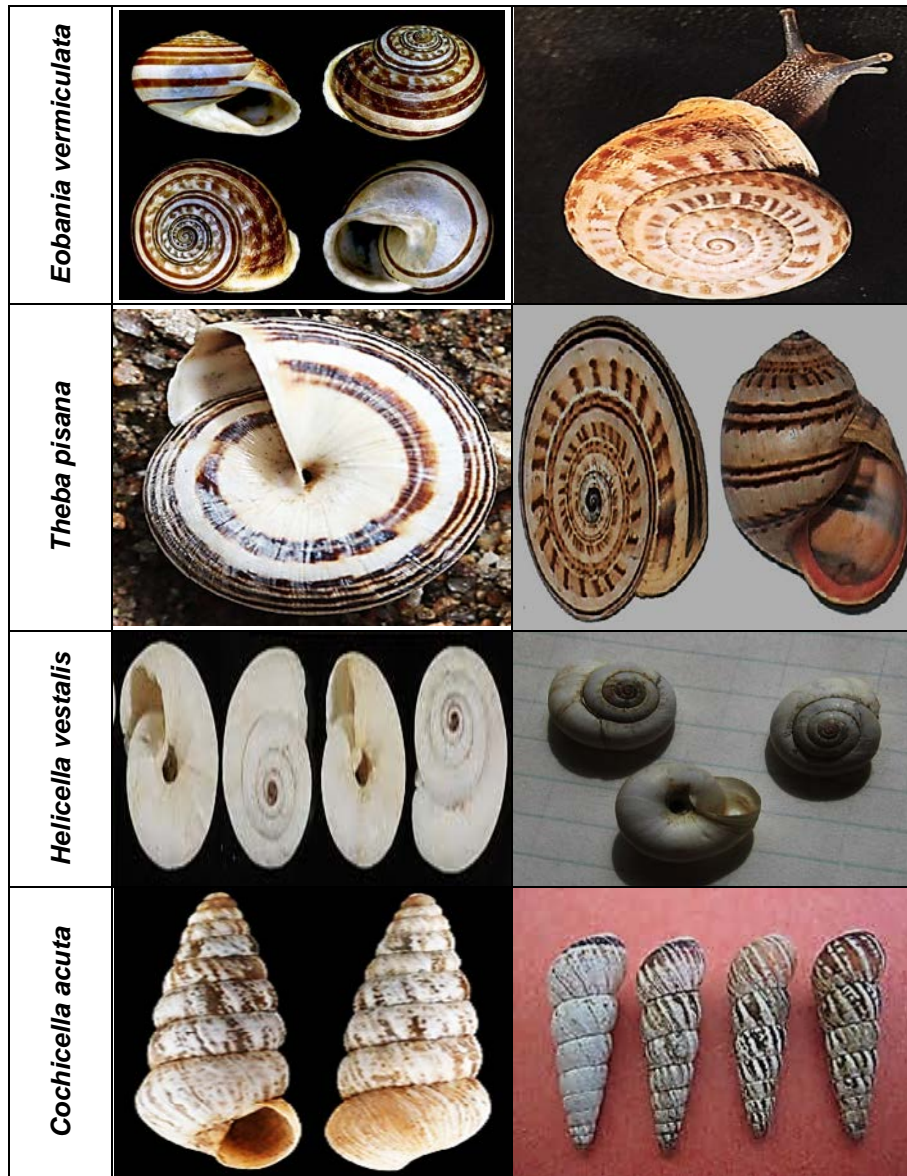 Eobania vermiculata
Theba pisana
Helicella vestalis
Cochicella acuta